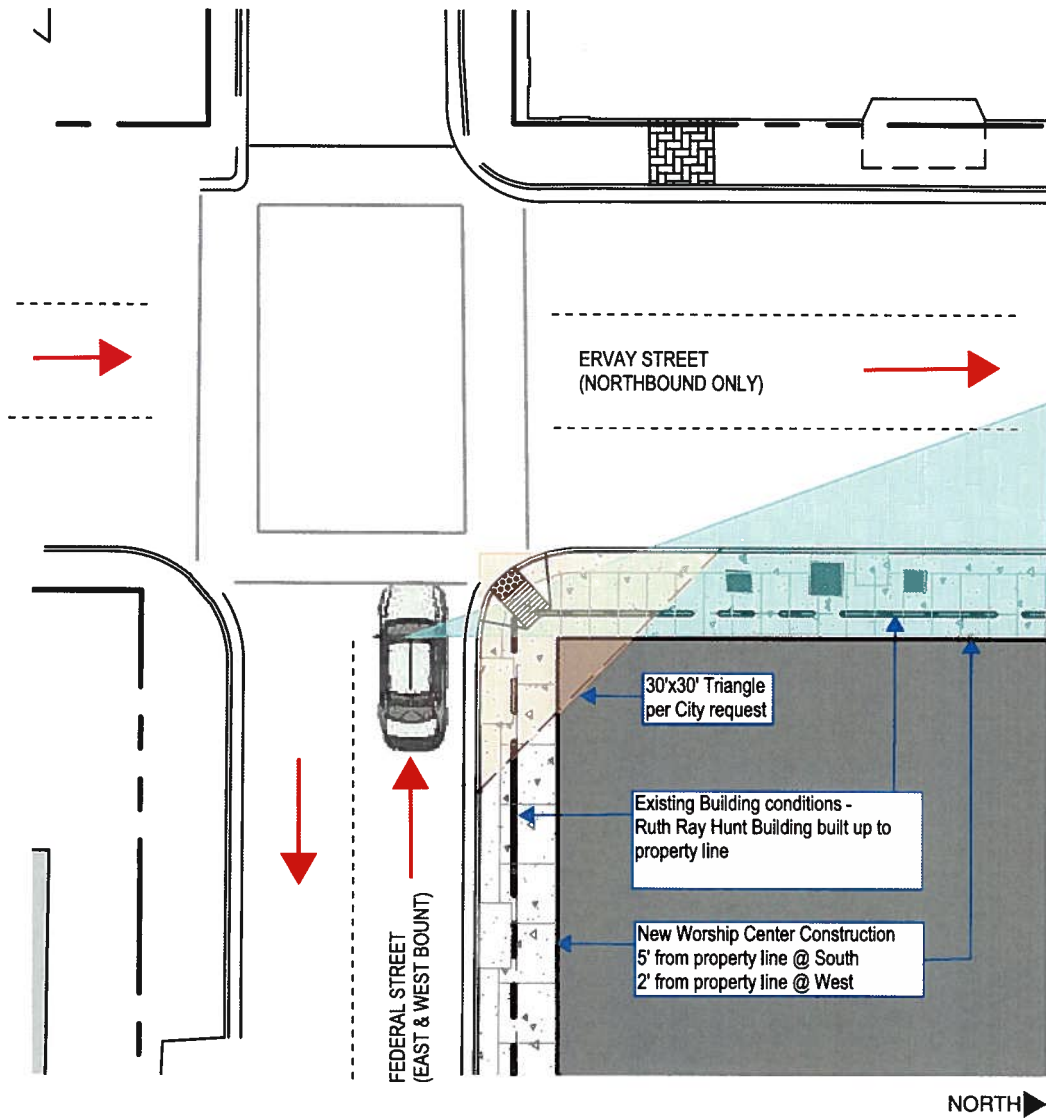 ERVAY STREET
(NORTHBOUND ONLY)
30'x30' Triangle
per City request
Existing Building conditions -
Ruth Ray Hunt Building built up to
property line
New Worship Center Construction
5' from property line @ South
2' from property line @ West
FEDERAL STREET
(EAST & WEST BOUNT)
NORTH